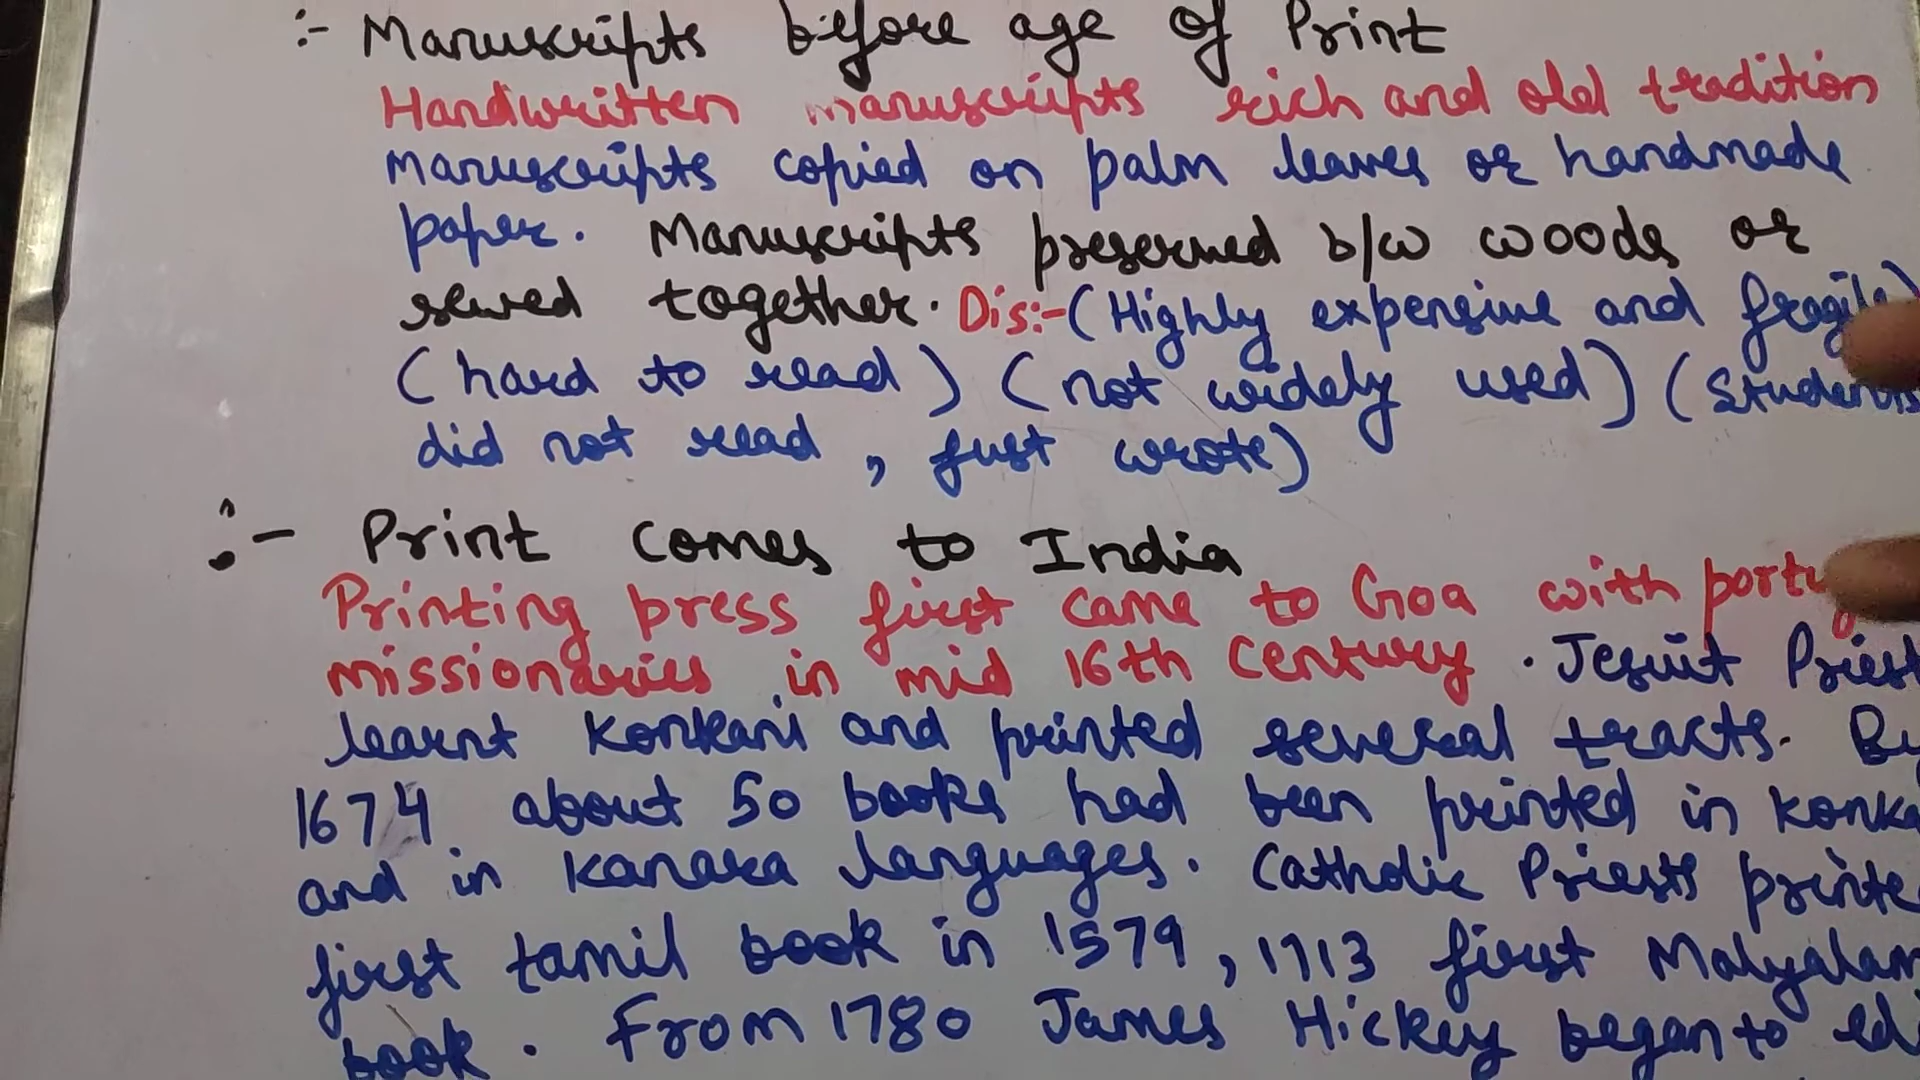 :- Manuscripts before age of Print
Handwritten manuscripts rich and old tradition
Manuscripts copied on palm leaves or handmade
paper. Manuscripts preserved b/w woods or
sewed together. Dis:- (Highly expensive and fragile)
(hard to read) (not widely used) (Students
did not read, just wrote)
:- Print comes to India
Printing press first came to Goa with
missionaries in mid 16th Century. Jesuit Priest
learnt Konkani and printed several tracts. By
1674 about 50 books had been printed in
and in Kanara languages. Catholic Priests
first tamil book in 1579, 1713 first Malyalam
book. From 1780 James Hickey began to